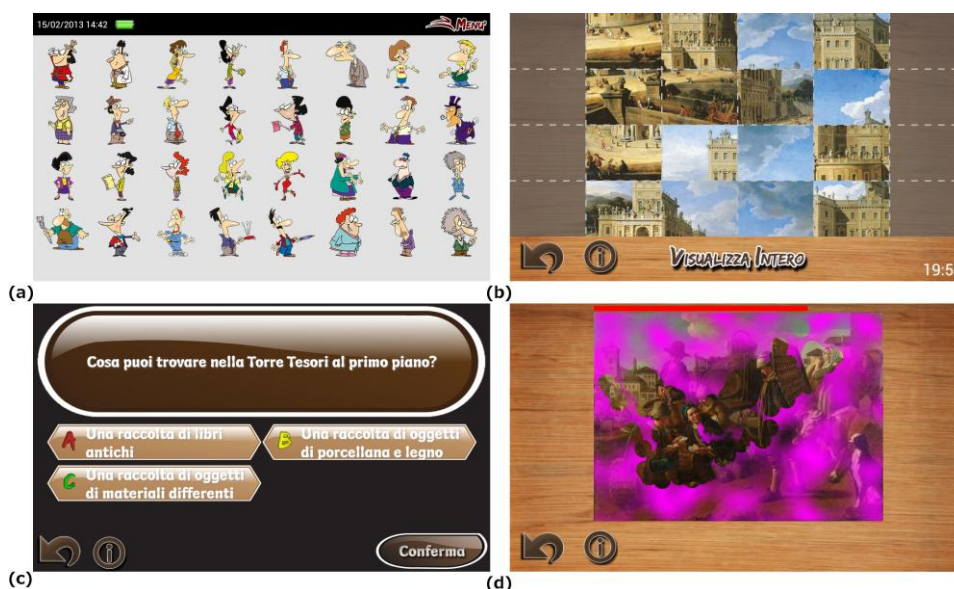 15/02/2013 14:42
MENU'
(a)
VISUALIZZA INTERO
19:5
(b)
Cosa puoi trovare nella Torre Tesori al primo piano?
A Una raccolta di libri
antichi
B Una raccolta di oggetti
di porcellana e legno
C Una raccolta di oggetti
di materiali differenti
Conferma
(c)
(d)